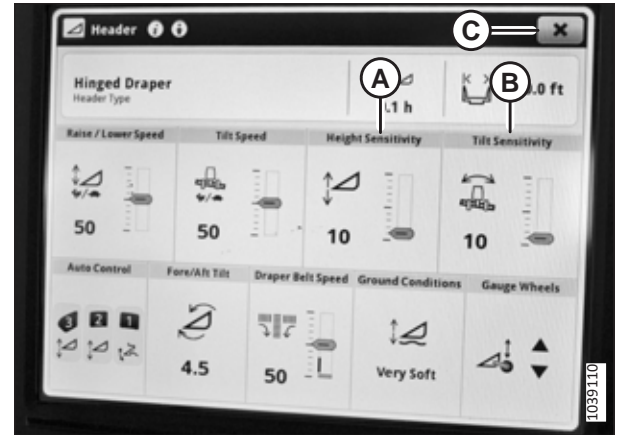 Header
C
Hinged Draper
Header Type
A
B
.1 h
.0 ft
Raise / Lower Speed
Tilt Speed
Height Sensitivity
Tilt Sensitivity
50
50
10
10
Auto Control
Fore/Aft Tilt
Draper Belt Speed
Ground Conditions
Gauge Wheels
3 2 1
4.5
50
Very Soft
1039110